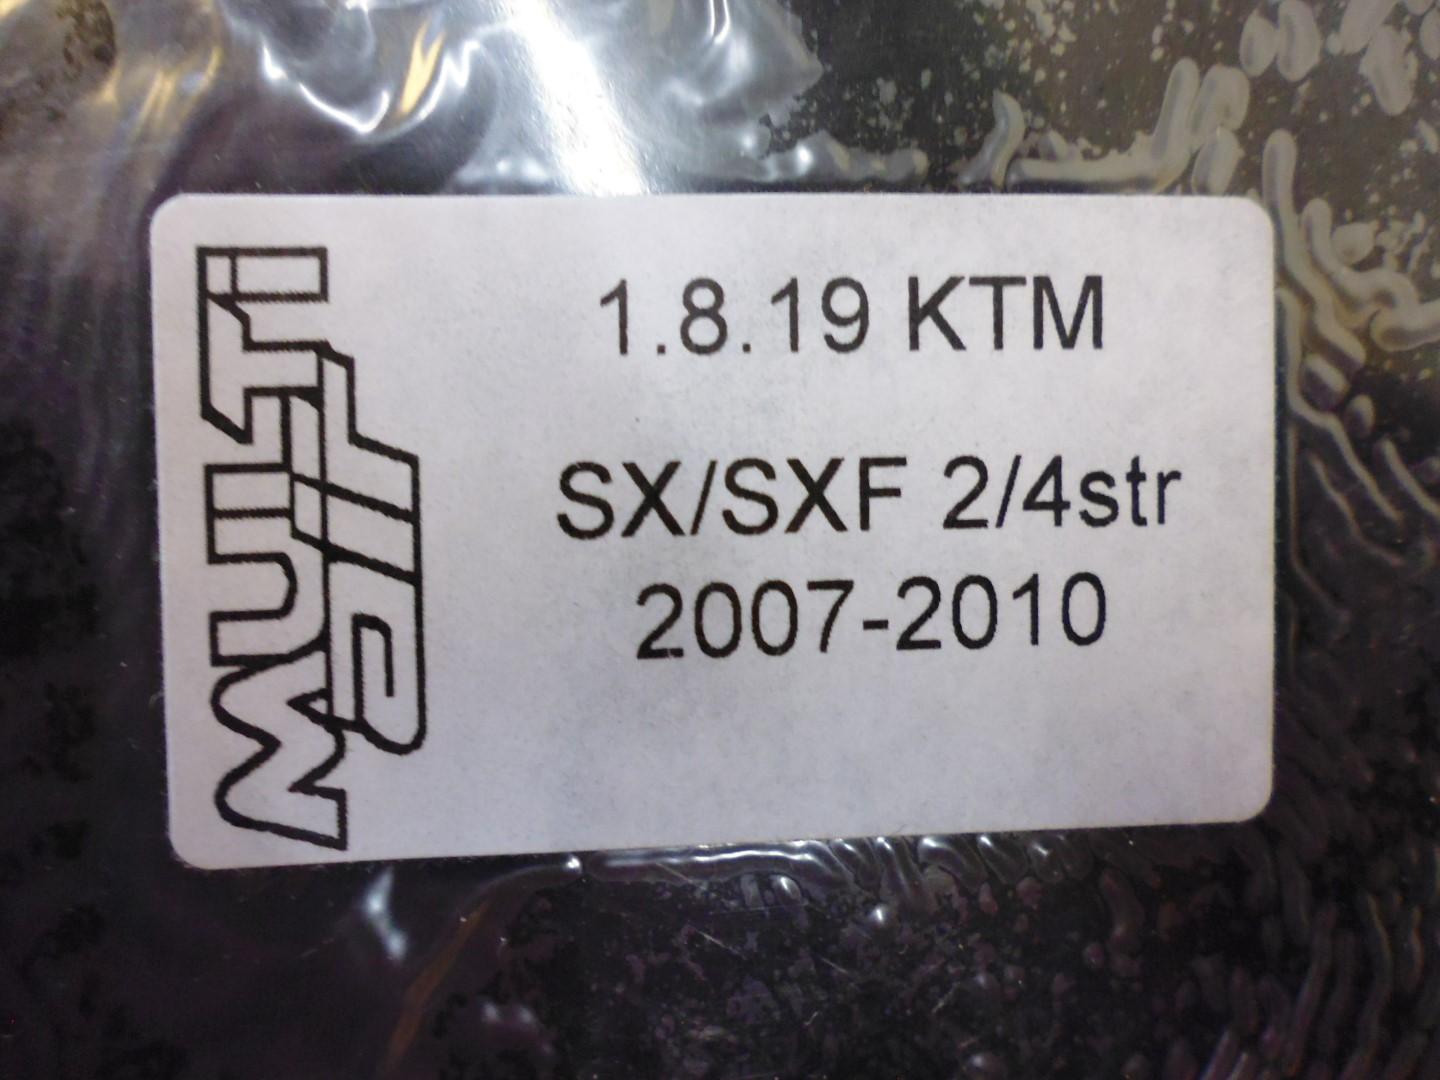 MULTI
1.8.19 KTM
SX/SXF 2/4str
2007-2010